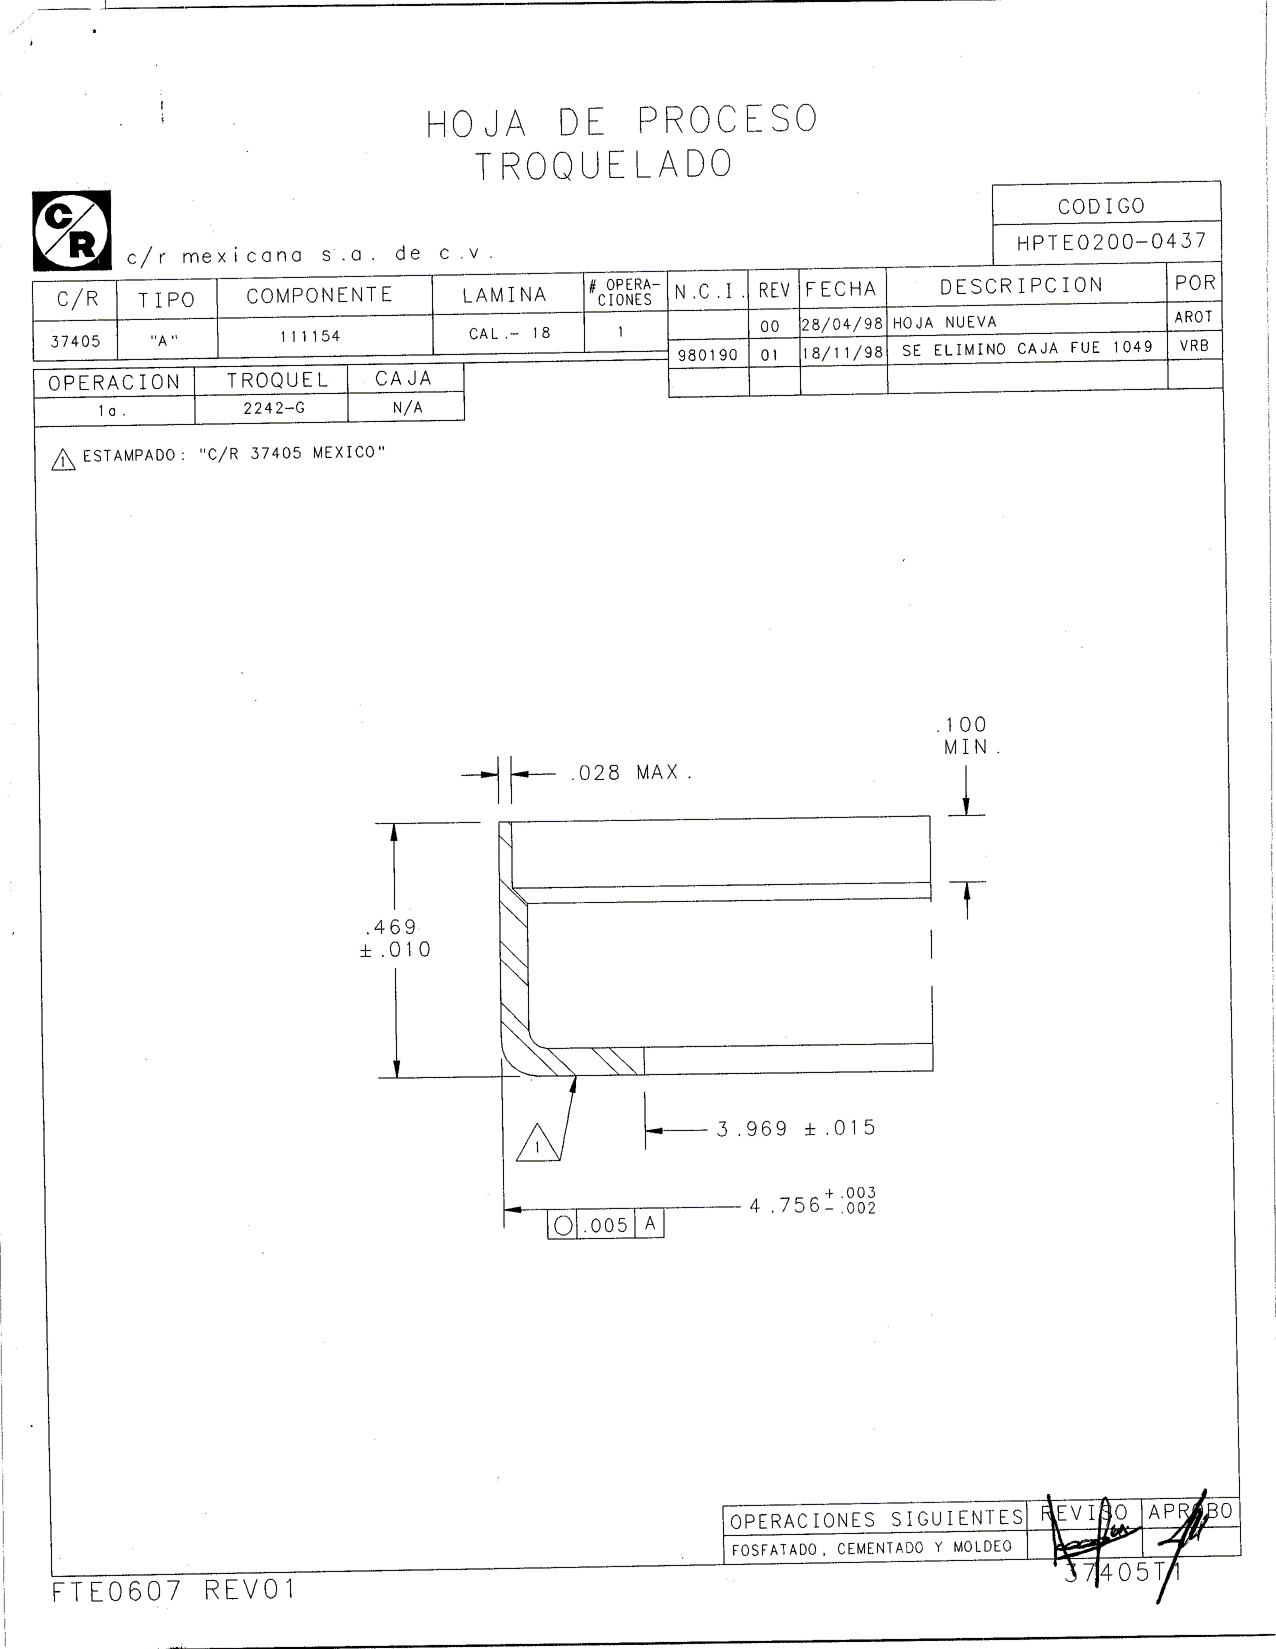 HOJA DE PROCESO
TROQUELADO
C/R
c/r mexicana s.a. de c.v.
CODIGO
HPTE0200-0437
C/R TIPO COMPONENTE LAMINA # OPERA-CIONES N.C.I. REV FECHA DESCRIPCION POR
37405 "A" 111154 CAL.- 18 1
00 28/04/98 HOJA NUEVA AROT
980190 01 18/11/98 SE ELIMINO CAJA FUE 1049 VRB
OPERACION TROQUEL CAJA
1a. 2242-G N/A
1 ESTAMPADO: "C/R 37405 MEXICO"
.100
MIN.
.028 MAX.
.469
±.010
3.969 ±.015
1
4.756 +.003 -.002
.005 A
OPERACIONES SIGUIENTES REVISO APROBO
FOSFATADO, CEMENTADO Y MOLDEO
37405T1
FTE0607 REV01